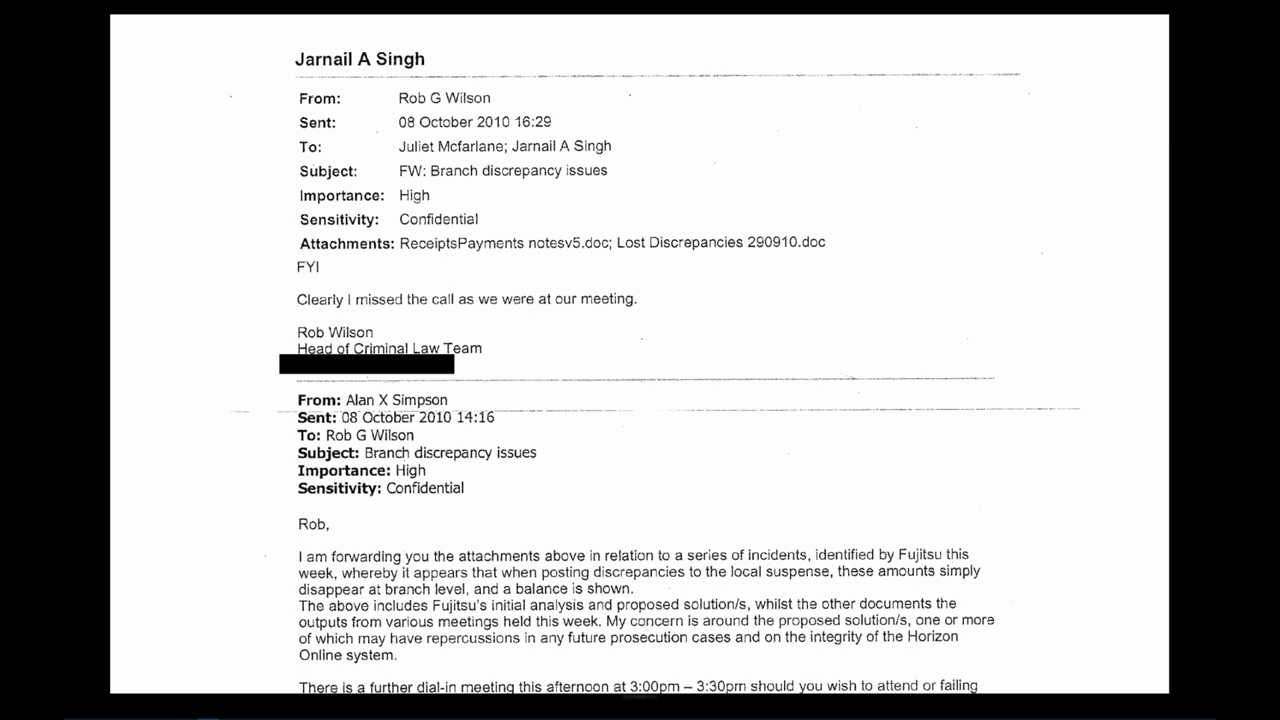 Jarnail A Singh
From: Rob G Wilson
Sent: 08 October 2010 16:29
To: Juliet Mcfarlane; Jarnail A Singh
Subject: FW: Branch discrepancy issues
Importance: High
Sensitivity: Confidential
Attachments: ReceiptsPayments notesv5.doc; Lost Discrepancies 290910.doc
FYI
Clearly I missed the call as we were at our meeting.
Rob Wilson
Head of Criminal Law Team
From: Alan X Simpson
Sent: 08 October 2010 14:16
To: Rob G Wilson
Subject: Branch discrepancy issues
Importance: High
Sensitivity: Confidential
Rob,
I am forwarding you the attachments above in relation to a series of incidents, identified by Fujitsu this
week, whereby it appears that when posting discrepancies to the local suspense, these amounts simply
disappear at branch level, and a balance is shown.
The above includes Fujitsu's initial analysis and proposed solution/s, whilst the other documents the
outputs from various meetings held this week. My concern is around the proposed solution/s, one or more
of which may have repercussions in any future prosecution cases and on the integrity of the Horizon
Online system.
There is a further dial-in meeting this afternoon at 3:00pm – 3:30pm should you wish to attend or failing